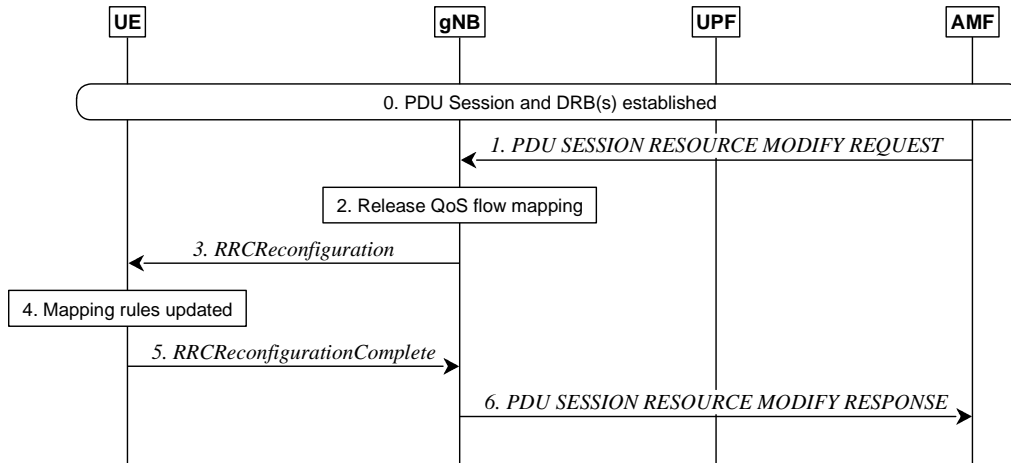 UE gNB UPF AMF
0. PDU Session and DRB(s) established
1. PDU SESSION RESOURCE MODIFY REQUEST
2. Release QoS flow mapping
3. RRCReconfiguration
4. Mapping rules updated
5. RRCReconfigurationComplete
6. PDU SESSION RESOURCE MODIFY RESPONSE